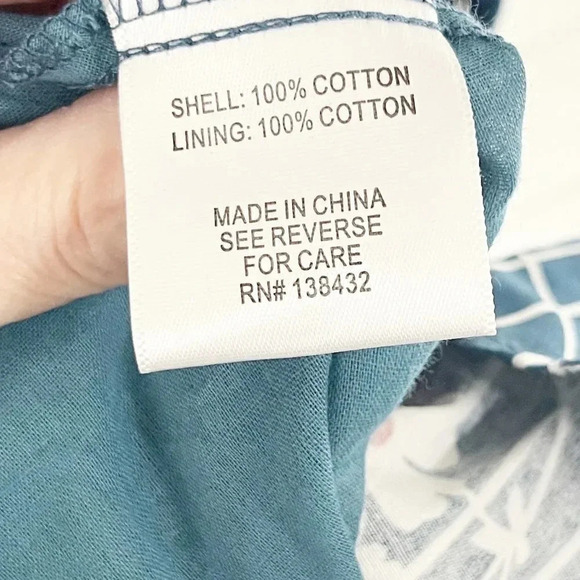 SHELL: 100% COTTON
LINING: 100% COTTON
MADE IN CHINA
SEE REVERSE
FOR CARE
RN# 138432